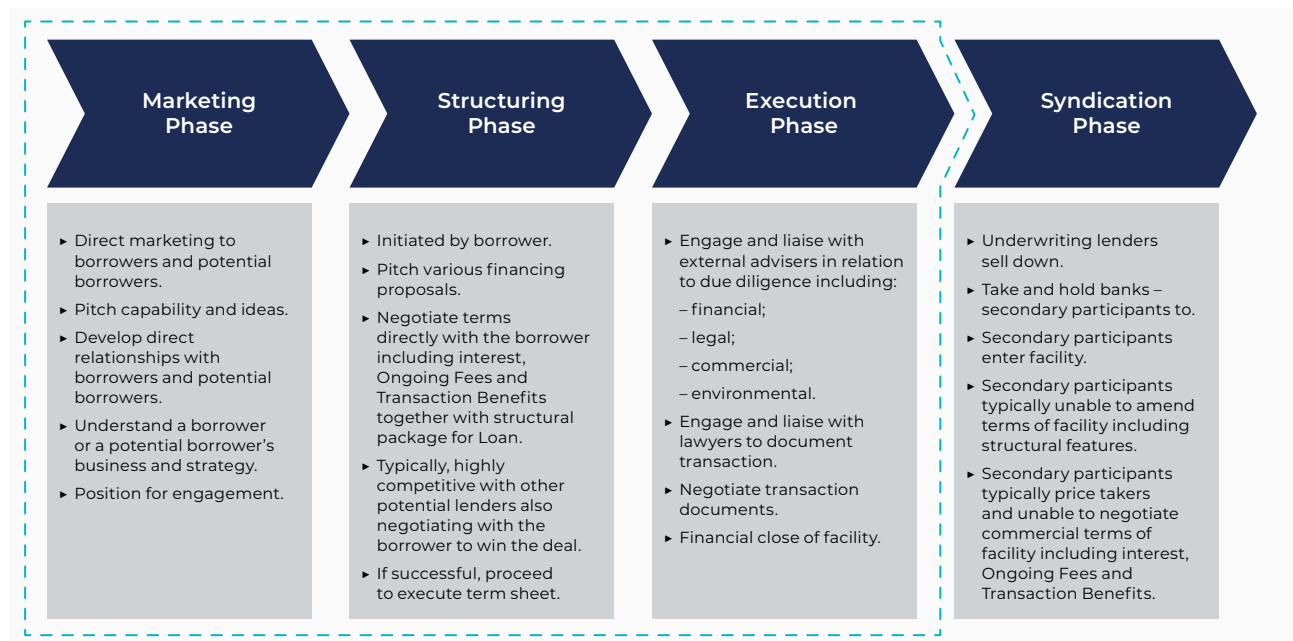 Marketing
Phase
Structuring
Phase
Execution
Phase
Syndication
Phase
▸ Direct marketing to
borrowers and potential
borrowers.
▸ Pitch capability and ideas.
▸ Develop direct
relationships with
borrowers and potential
borrowers.
▸ Understand a borrower
or a potential borrower’s
business and strategy.
▸ Position for engagement.
▸ Initiated by borrower.
▸ Pitch various financing
proposals.
▸ Negotiate terms
directly with the borrower
including interest,
Ongoing Fees and
Transaction Benefits
together with structural
package for Loan.
▸ Typically, highly
competitive with other
potential lenders also
negotiating with the
borrower to win the deal.
▸ If successful, proceed
to execute term sheet.
▸ Engage and liaise with
external advisers in relation
to due diligence including:
– financial;
– legal;
– commercial;
– environmental.
▸ Engage and liaise with
lawyers to document
transaction.
▸ Negotiate transaction
documents.
▸ Financial close of facility.
▸ Underwriting lenders
sell down.
▸ Take and hold banks –
secondary participants to.
▸ Secondary participants
enter facility.
▸ Secondary participants
typically unable to amend
terms of facility including
structural features.
▸ Secondary participants
typically price takers
and unable to negotiate
commercial terms of
facility including interest,
Ongoing Fees and
Transaction Benefits.